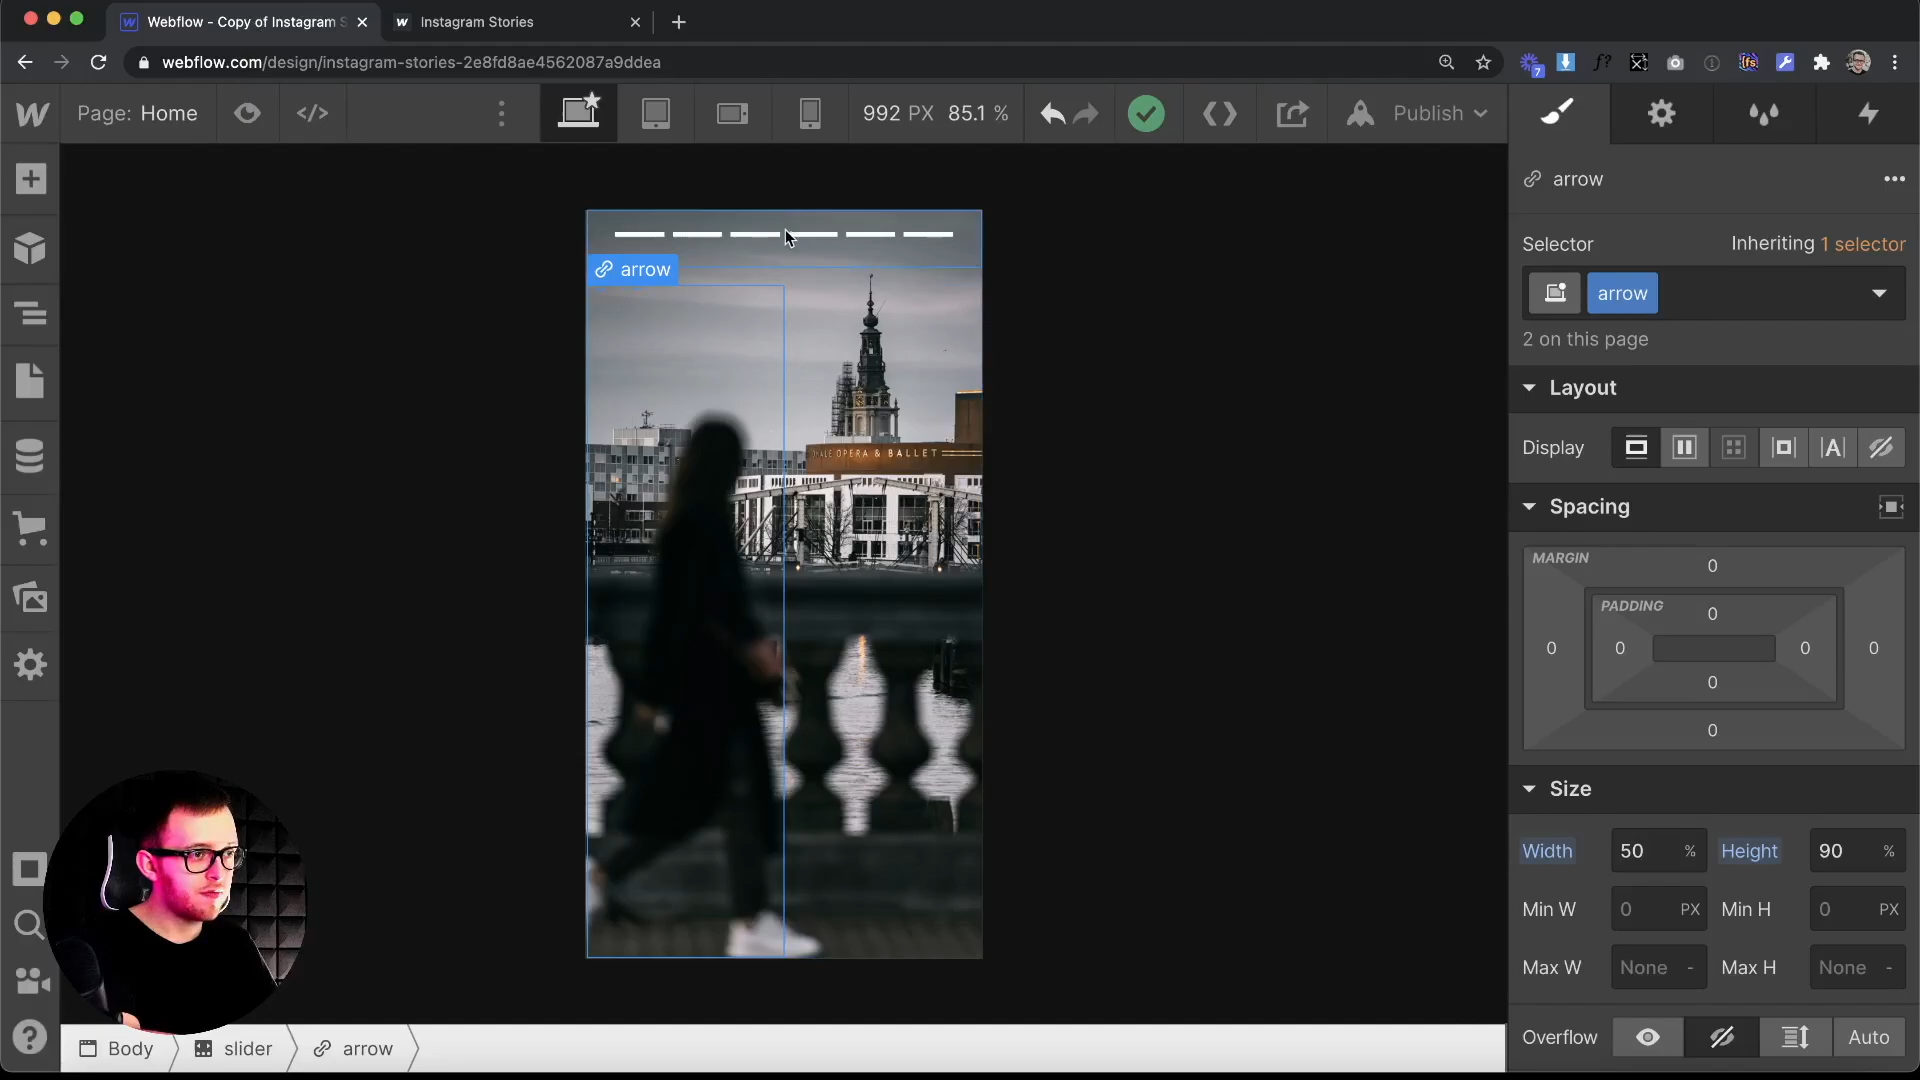 Webflow - Copy of Instagram S
Instagram Stories
webflow.com/design/instagram-stories-2e8fd8ae4562087a9ddea
7
Page: Home
992 PX 85.1 %
Publish
arrow
Selector
Inheriting 1 selector
arrow
2 on this page
arrow
Layout
Display
Spacing
MARGIN
0
PADDING
0
0 0 0 0
0
0
Size
Width 50 % Height 90 %
Min W 0 PX Min H 0 PX
Max W None - Max H None -
Overflow Auto
Body slider arrow
OPERA & BALLET